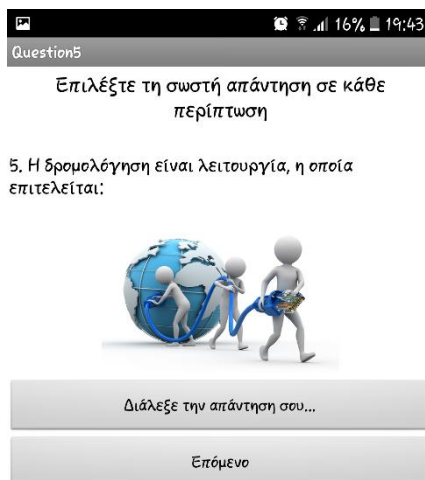 16% 19:43
Question5
Επιλέξτε τη σωστή απάντηση σε κάθε
περίπτωση
5. Η δρομολόγηση είναι λειτουργία, η οποία
επιτελείται:
Διάλεξε την απάντηση σου...
Επόμενο